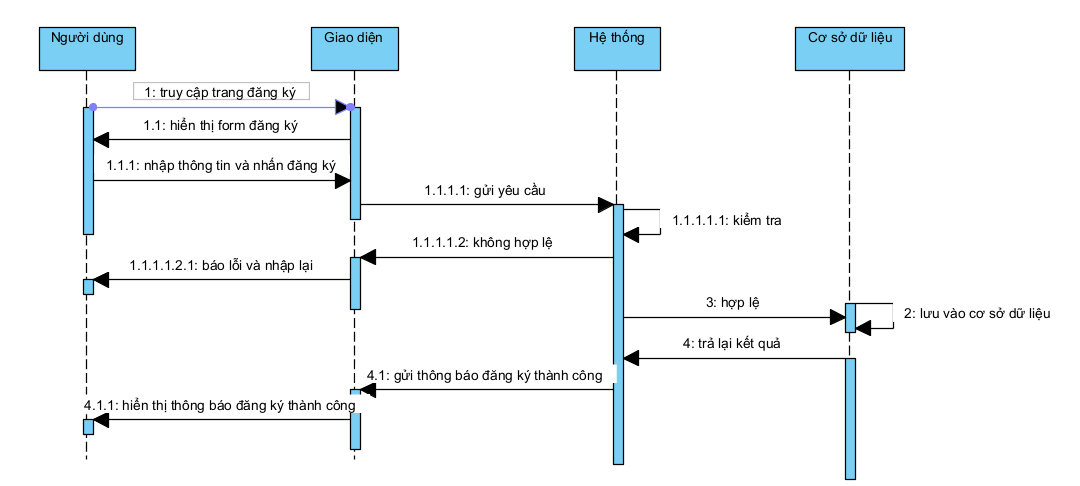 Người dùng
Giao diện
Hệ thống
Cơ sở dữ liệu
1: truy cập trang đăng ký
1.1: hiển thị form đăng ký
1.1.1: nhập thông tin và nhấn đăng ký
1.1.1.1: gửi yêu cầu
1.1.1.1.1: kiểm tra
1.1.1.1.2: không hợp lệ
1.1.1.1.2.1: báo lỗi và nhập lại
3: hợp lệ
2: lưu vào cơ sở dữ liệu
4: trả lại kết quả
4.1: gửi thông báo đăng ký thành công
4.1.1: hiển thị thông báo đăng ký thành công